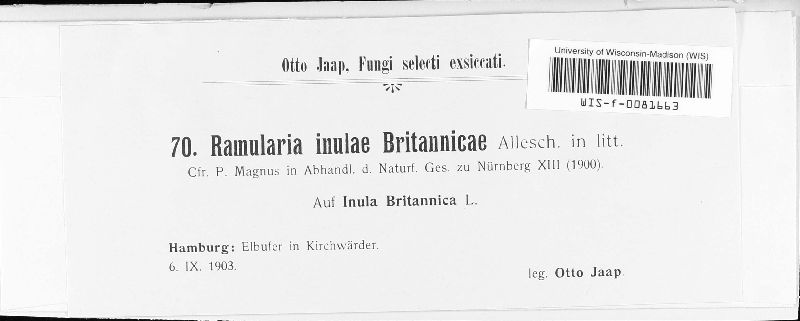 Otto Jaap, Fungi selecti exsiccati.
University of Wisconsin-Madison (WIS)
WIS-f-0081663
70. Ramularia inulae Britannicae Allesch. in litt.
Cfr. P. Magnus in Abhandl. d. Naturf. Ges. zu Nürnberg XIII (1900).
Auf Inula Britannica L.
Hamburg: Elbufer in Kirchwärder.
6. IX. 1903.
leg. Otto Jaap.